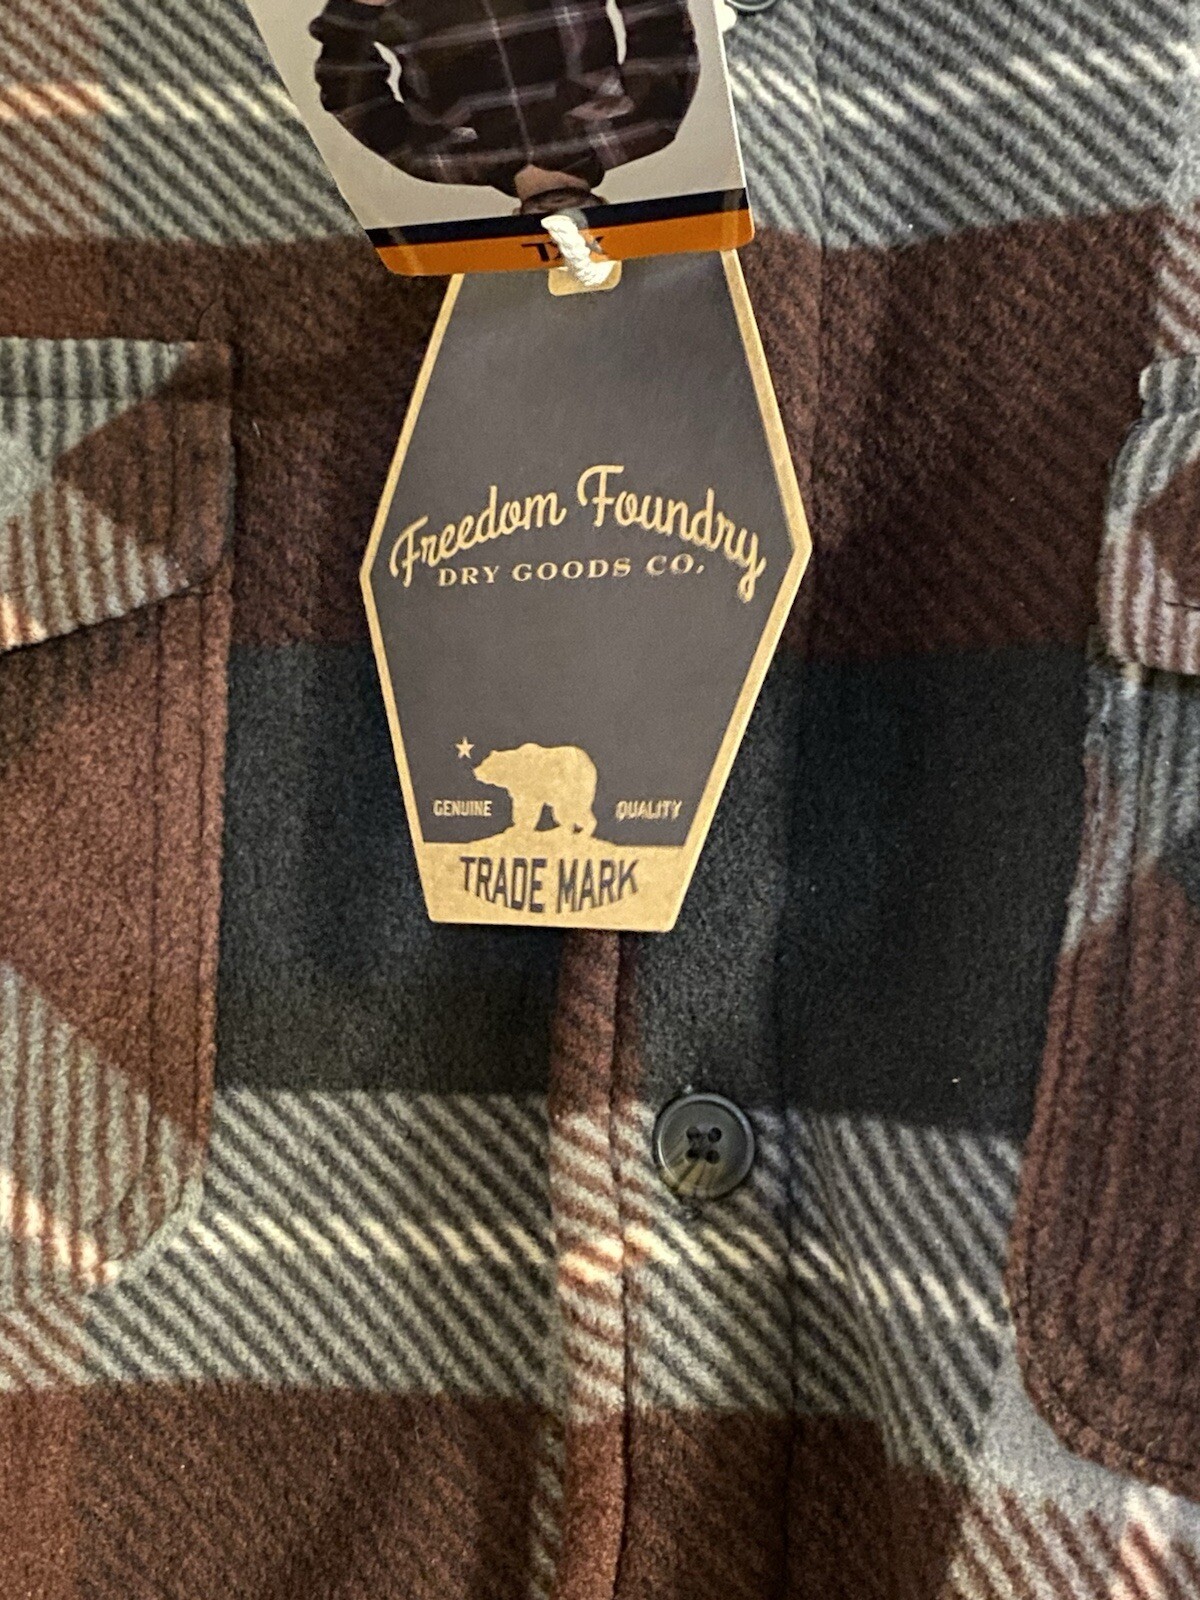 Freedom Foundry
DRY GOODS CO.
GENUINE QUALITY
TRADE MARK